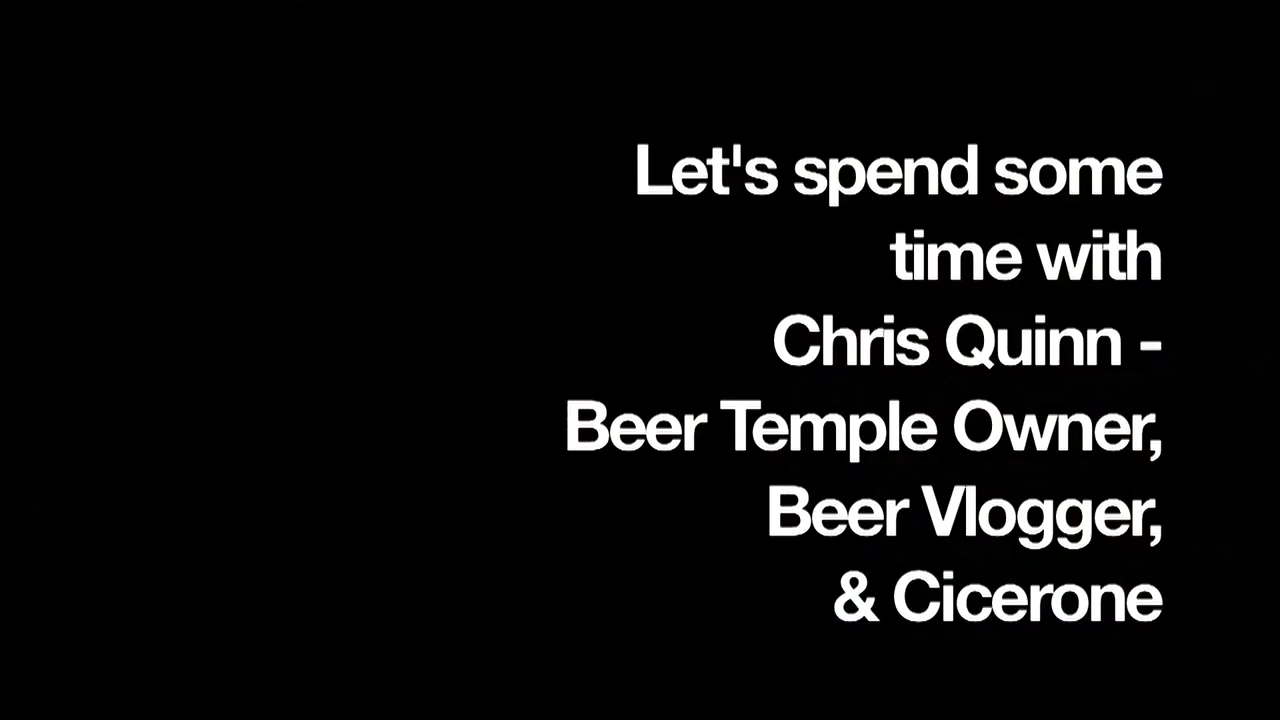 Let's spend some
time with
Chris Quinn -
Beer Temple Owner,
Beer Vlogger,
& Cicerone